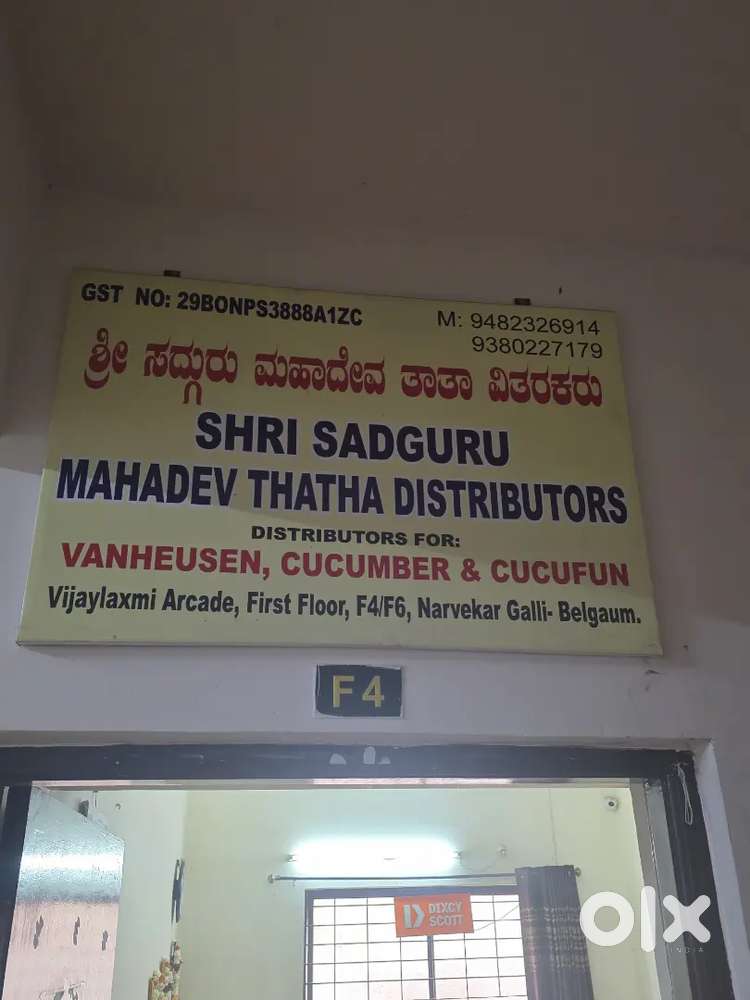 GST NO: 29BONPS3888A1ZC
M: 9482326914
9380227179
ಶ್ರೀ ಸದ್ಗುರು ಮಹಾದೇವ ತಾತಾ ವಿತರಕರು
SHRI SADGURU
MAHADEV THATHA DISTRIBUTORS
DISTRIBUTORS FOR:
VANHEUSEN, CUCUMBER & CUCUFUN
Vijaylaxmi Arcade, First Floor, F4/F6, Narvekar Galli- Belgaum.
F4
DIXCY
SCOTT
olx
INDIA